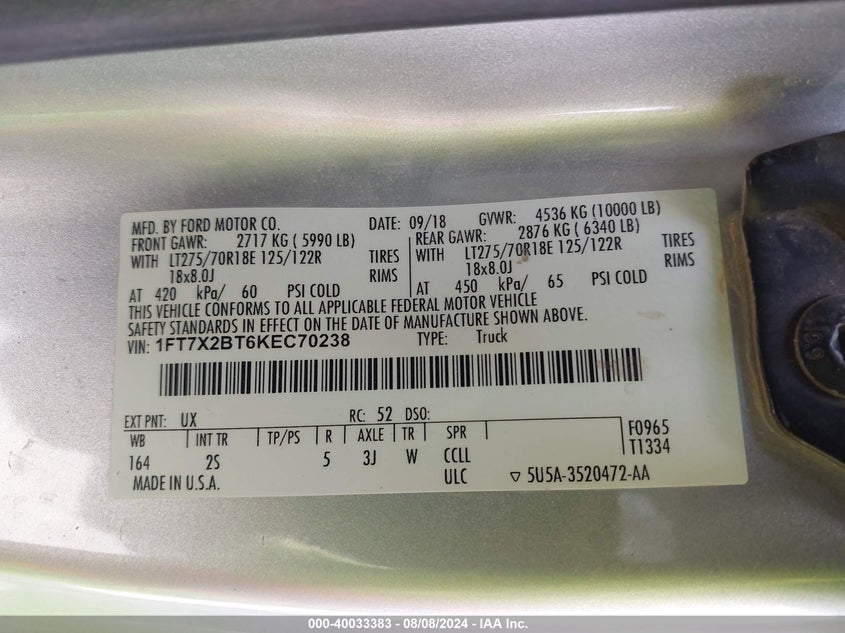 MFD. BY FORD MOTOR CO. DATE: 09/18 GVWR: 4536 KG (10000 LB)
FRONT GAWR: 2717 KG ( 5990 LB) REAR GAWR: 2876 KG ( 6340 LB)
WITH LT275/70R18E 125/122R TIRES WITH LT275/70R18E 125/122R TIRES
18x8.0J RIMS 18x8.0J RIMS
AT 420 kPa/ 60 PSI COLD AT 450 kPa/ 65 PSI COLD
THIS VEHICLE CONFORMS TO ALL APPLICABLE FEDERAL MOTOR VEHICLE
SAFETY STANDARDS IN EFFECT ON THE DATE OF MANUFACTURE SHOWN ABOVE.
VIN: 1FT7X2BT6KEC70238 TYPE: Truck
EXT PNT: UX RC: 52 DSO:
WB INT TR TP/PS R AXLE TR SPR F0965
164 2S 5 3J W CCLL T1334
MADE IN U.S.A. ULC ▽ 5U5A-3520472-AA
000-40033383 - 08/08/2024 - IAA Inc.